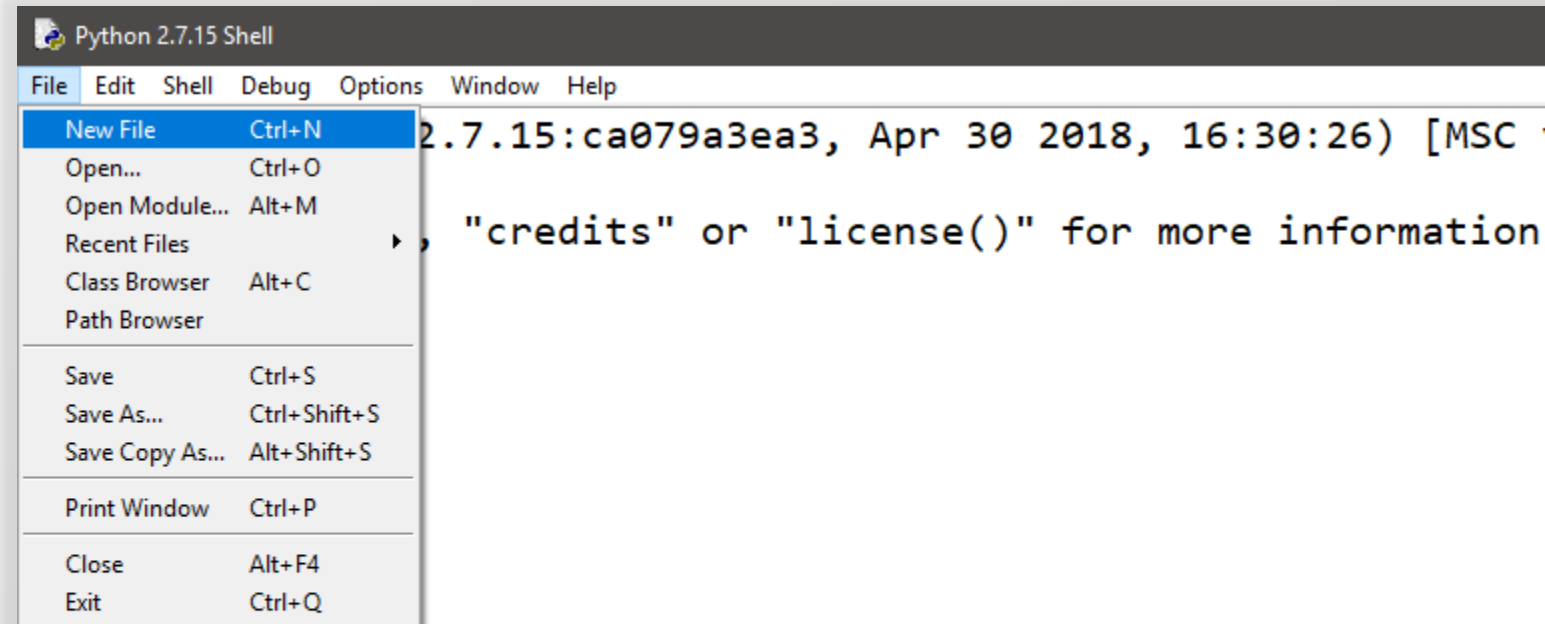 Python 2.7.15 Shell
File Edit Shell Debug Options Window Help
New File Ctrl+N
Open... Ctrl+O
Open Module... Alt+M
Recent Files
Class Browser Alt+C
Path Browser
Save Ctrl+S
Save As... Ctrl+Shift+S
Save Copy As... Alt+Shift+S
Print Window Ctrl+P
Close Alt+F4
Exit Ctrl+Q
2.7.15:ca079a3ea3, Apr 30 2018, 16:30:26) [MSC
, "credits" or "license()" for more information